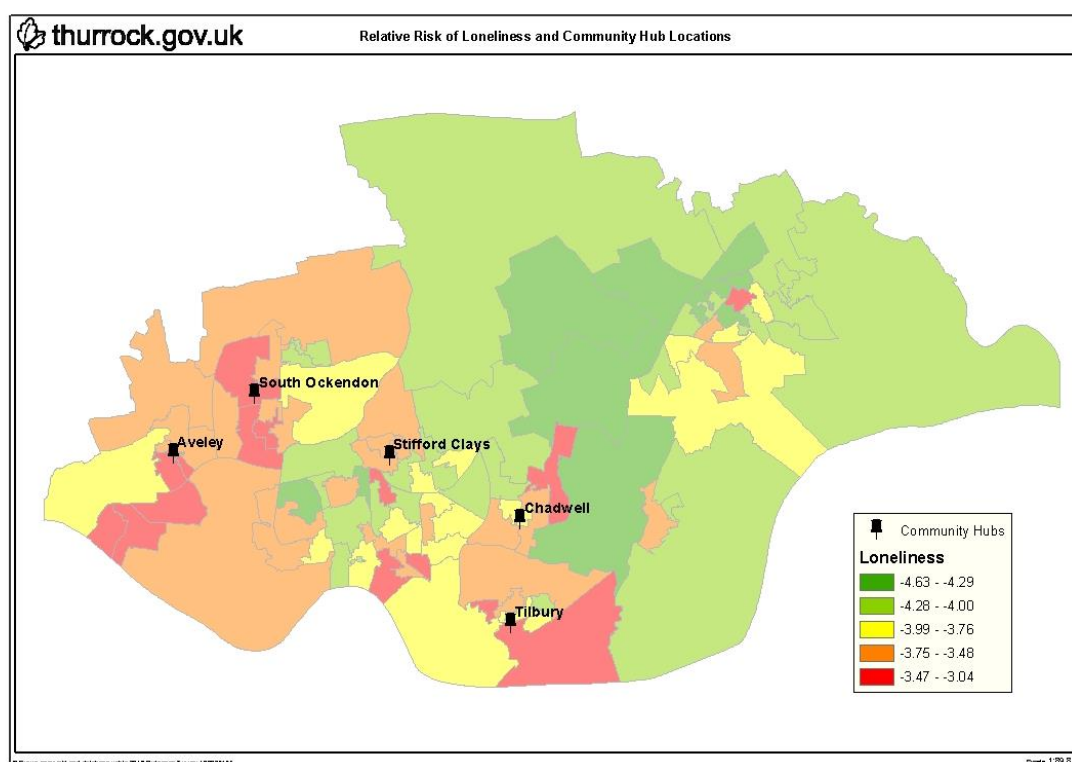 thurrock.gov.uk
Relative Risk of Loneliness and Community Hub Locations
South Ockendon
Aveley
Stifford Clays
Chadwell
Tilbury
Community Hubs
Loneliness
-4.63 - -4.29
-4.28 - -4.00
-3.99 - -3.76
-3.75 - -3.48
-3.47 - -3.04